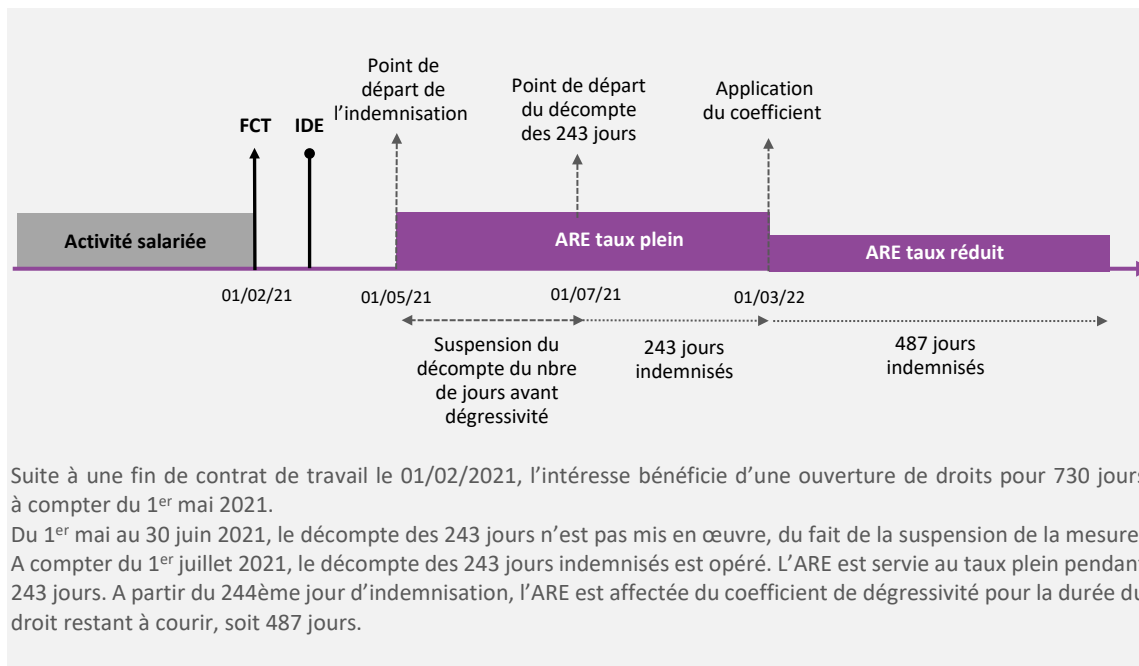 Point de
départ de
l'indemnisation
Point de départ
du décompte
des 243 jours
Application
du coefficient
FCT
IDE
Activité salariée
ARE taux plein
ARE taux réduit
01/02/21
01/05/21
01/07/21
01/03/22
Suspension du
décompte du nbre
de jours avant
dégressivité
243 jours
indemnisés
487 jours
indemnisés
Suite à une fin de contrat de travail le 01/02/2021, l'intéresse bénéficie d'une ouverture de droits pour 730 jours
à compter du 1er mai 2021.
Du 1er mai au 30 juin 2021, le décompte des 243 jours n'est pas mis en œuvre, du fait de la suspension de la mesure
A compter du 1er juillet 2021, le décompte des 243 jours indemnisés est opéré. L'ARE est servie au taux plein pendant
243 jours. A partir du 244ème jour d'indemnisation, l'ARE est affectée du coefficient de dégressivité pour la durée du
droit restant à courir, soit 487 jours.